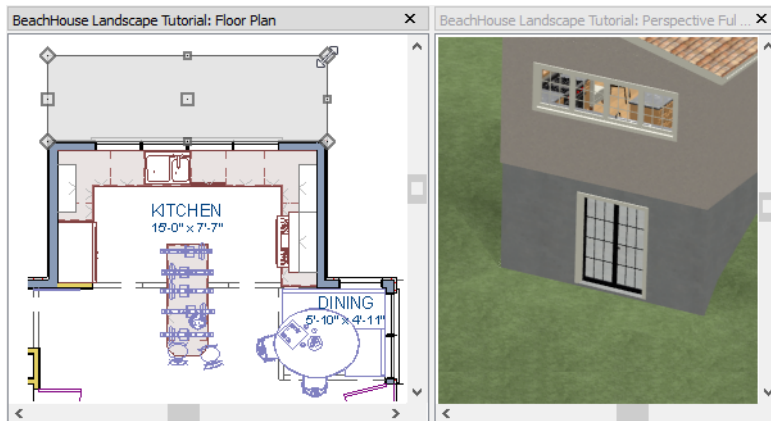 BeachHouse Landscape Tutorial: Floor Plan
BeachHouse Landscape Tutorial: Perspective Ful ...
KITCHEN
15'-0" x 7'-7"
DINING
5'-10" x 4'-11"